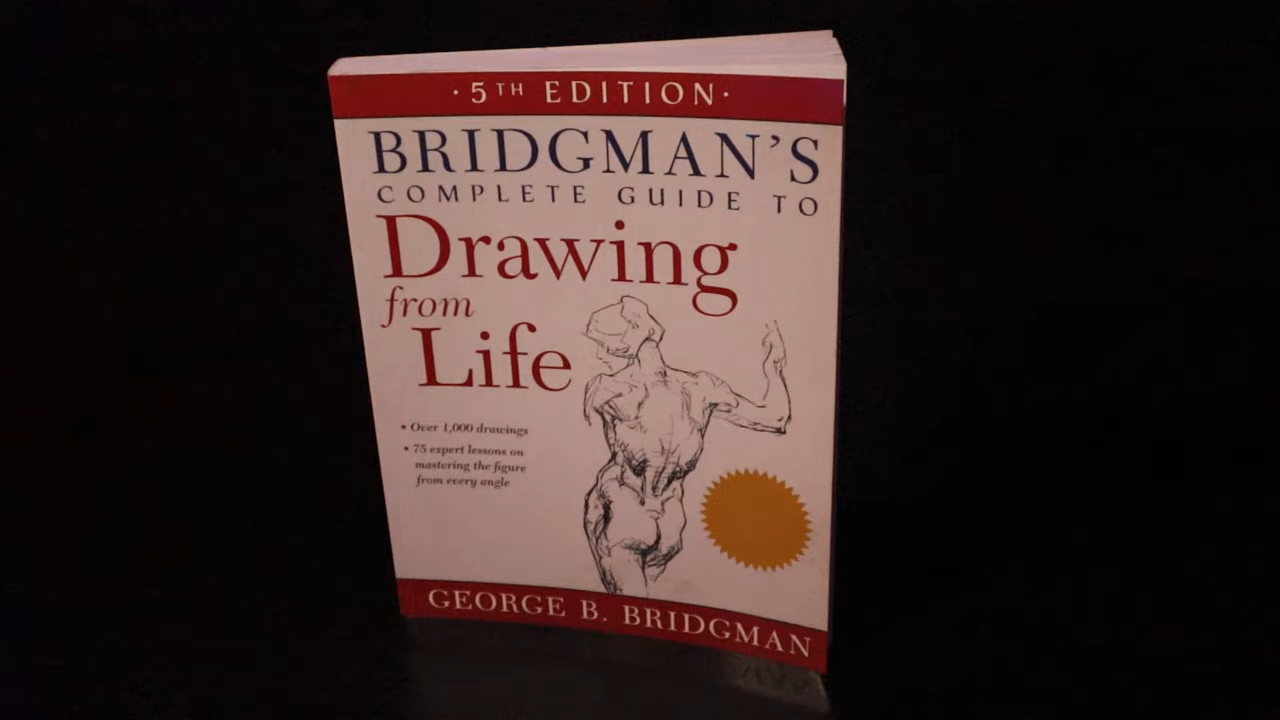 · 5TH EDITION ·
BRIDGMAN'S
COMPLETE GUIDE TO
Drawing
from
Life
• Over 1,000 drawings
• 75 expert lessons on
mastering the figure
from every angle
GEORGE B. BRIDGMAN